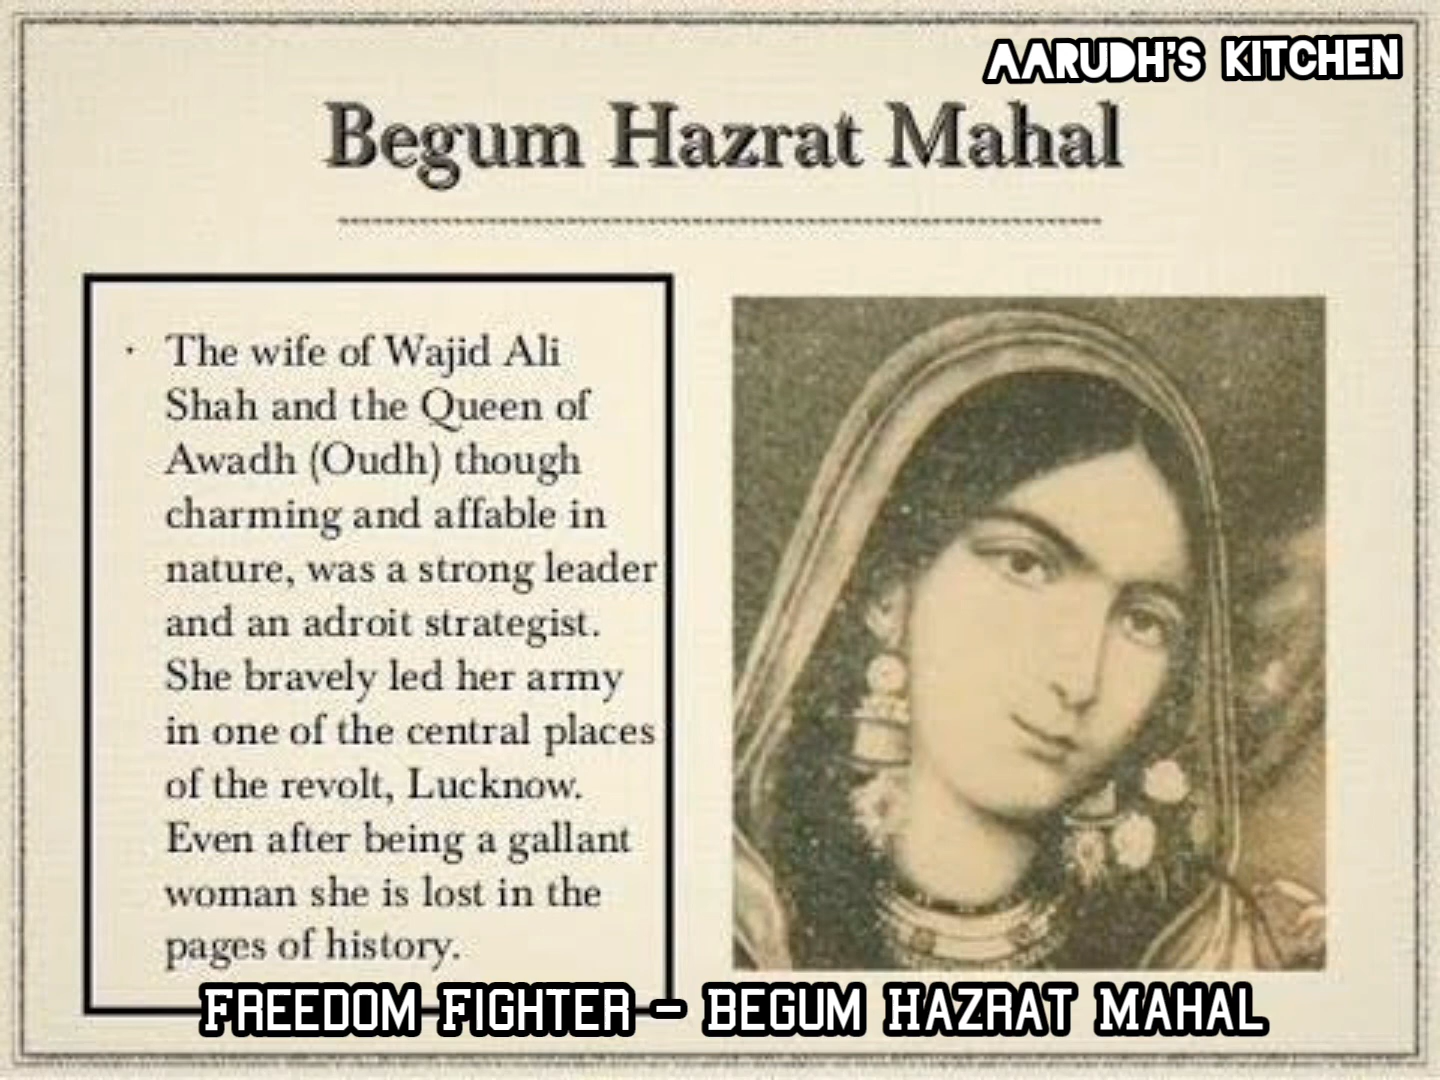 AARUDH'S KITCHEN
Begum Hazrat Mahal
• The wife of Wajid Ali
Shah and the Queen of
Awadh (Oudh) though
charming and affable in
nature, was a strong leader
and an adroit strategist.
She bravely led her army
in one of the central places
of the revolt, Lucknow.
Even after being a gallant
woman she is lost in the
pages of history.
FREEDOM FIGHTER - BEGUM HAZRAT MAHAL